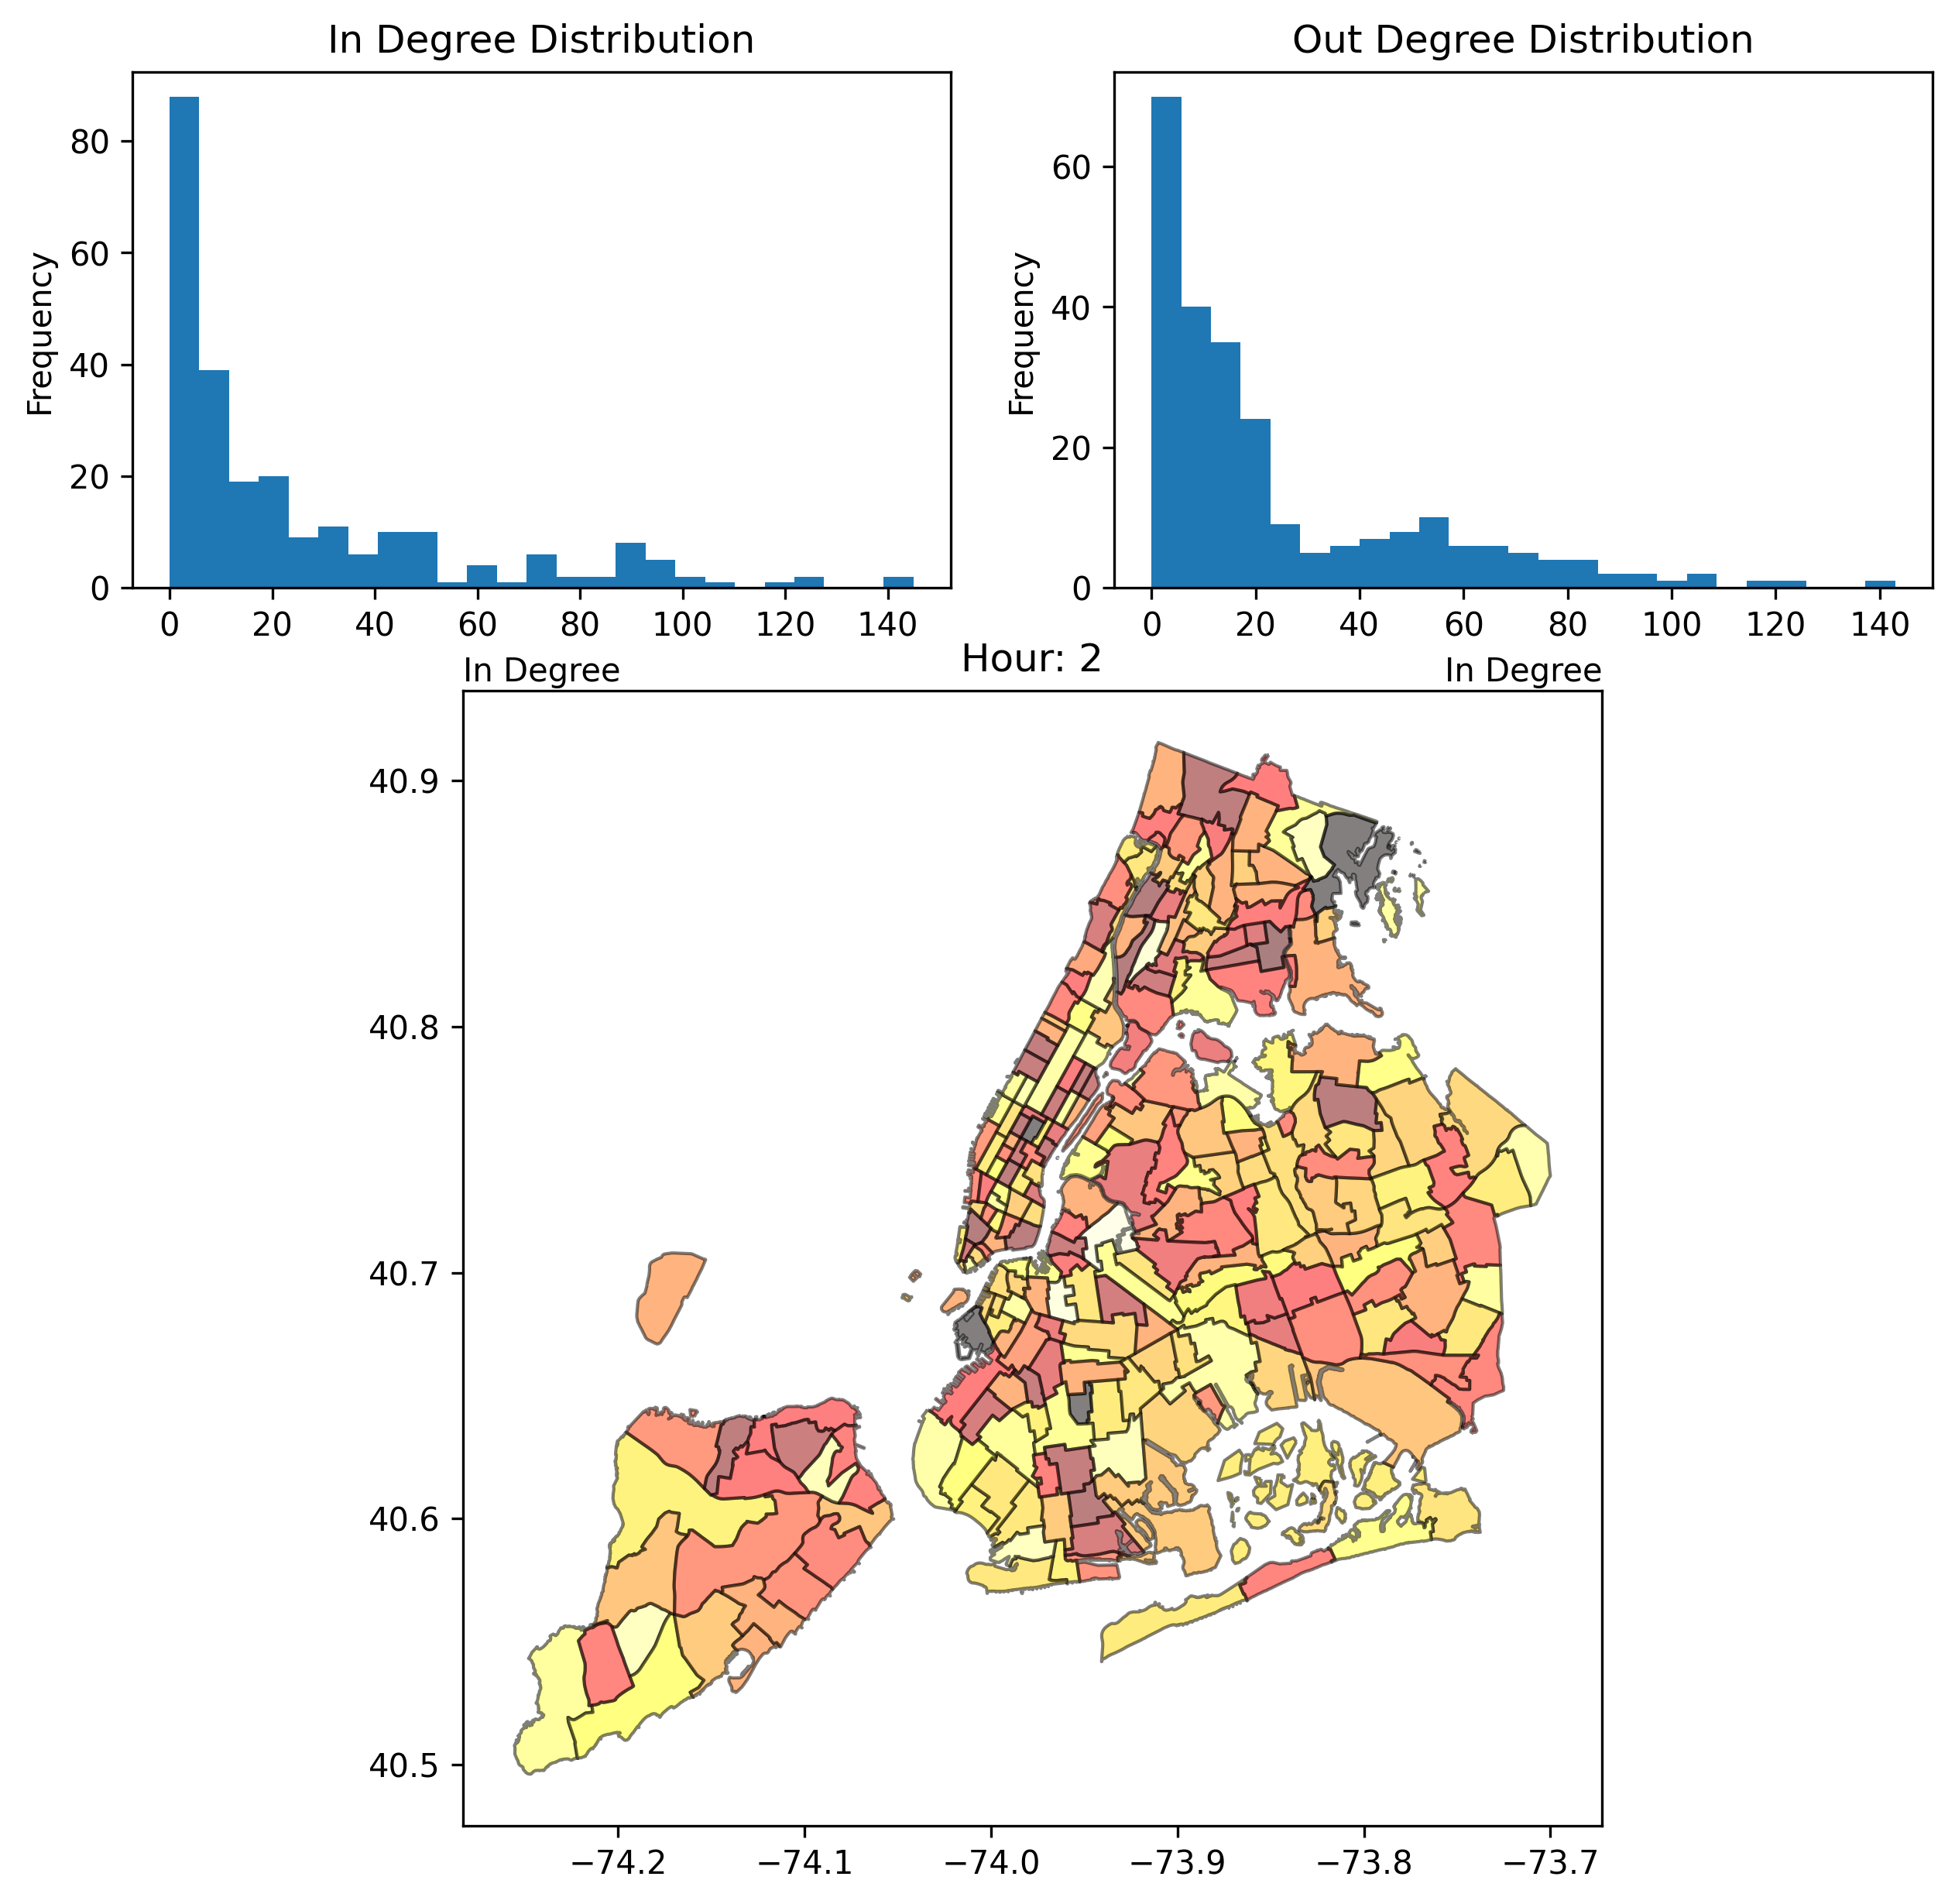 In Degree Distribution
Out Degree Distribution
Frequency
80
60
40
20
0
0 20 40 60 80 100 120 140
Frequency
60
40
20
0
0 20 40 60 80 100 120 140
In Degree
Hour: 2
In Degree
40.9
40.8
40.7
40.6
40.5
−74.2 −74.1 −74.0 −73.9 −73.8 −73.7